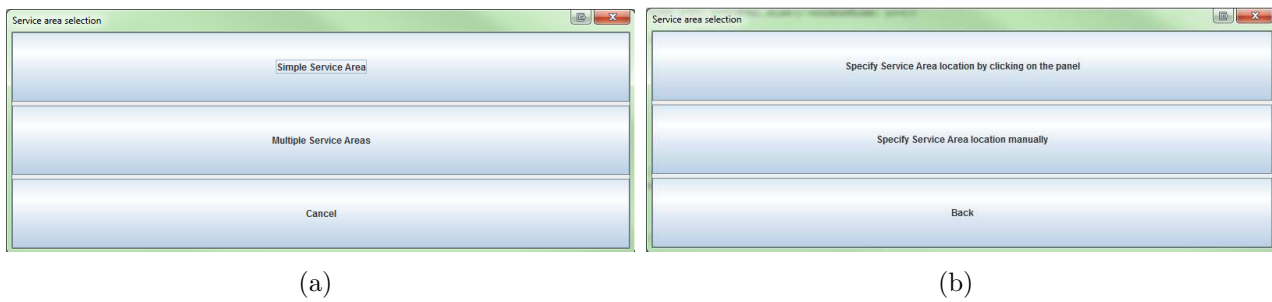 Service area selection
Simple Service Area
Multiple Service Areas
Cancel
(a)
Service area selection
Specify Service Area location by clicking on the panel
Specify Service Area location manually
Back
(b)